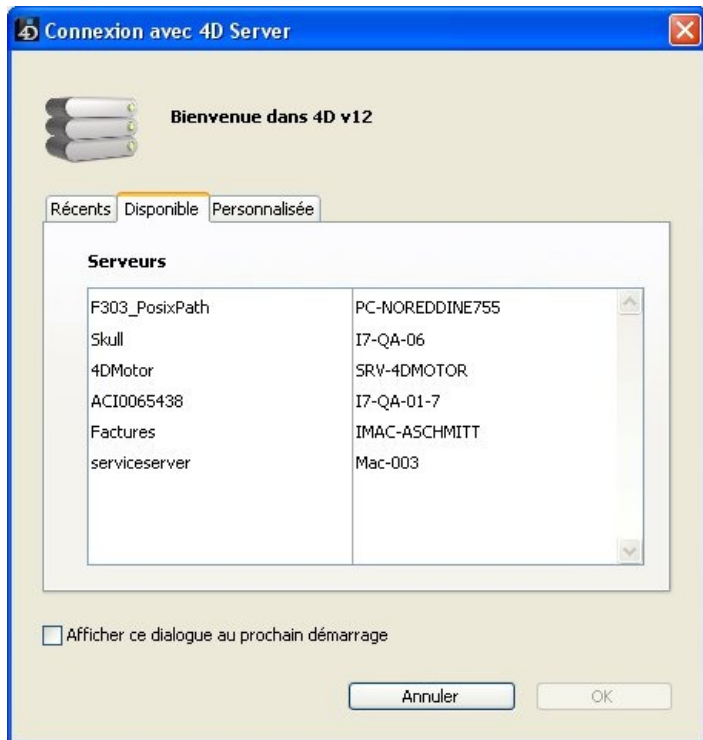 4D Connexion avec 4D Server
Bienvenue dans 4D v12
Récents Disponible Personnalisée
Serveurs
F303_PosixPath PC-NOREDDINE755
Skull I7-QA-06
4DMotor SRV-4DMOTOR
ACI0065438 I7-QA-01-7
Factures IMAC-ASCHMITT
serviceserver Mac-003
Afficher ce dialogue au prochain démarrage
Annuler OK